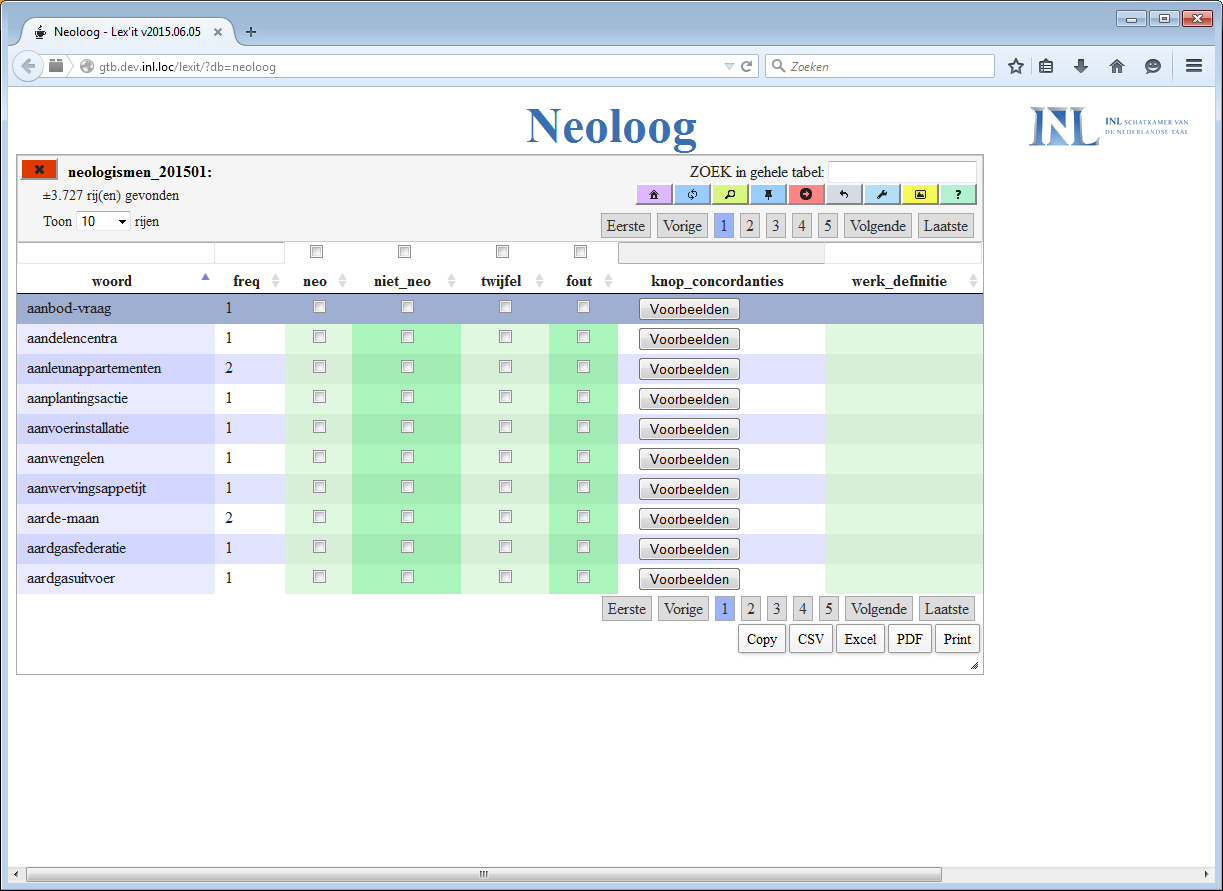 Neoloog - Lex'it v2015.06.05
gtb.dev.inl.loc/lexit/?db=neoloog
Zoeken
Neoloog
INL INL SCHATKAMER VAN
DE NEDERLANDSE TAAL
neologismen_201501:
ZOEK in gehele tabel:
±3.727 rij(en) gevonden
?
Toon 10 rijen
Eerste Vorige 1 2 3 4 5 Volgende Laatste
woord freq neo niet_neo twijfel fout knop_concordanties werk_definitie
aanbod-vraag 1 Voorbeelden
aandelencentra 1 Voorbeelden
aanleunappartementen 2 Voorbeelden
aanplantingsactie 1 Voorbeelden
aanvoerinstallatie 1 Voorbeelden
aanwengelen 1 Voorbeelden
aanwervingsappetijt 1 Voorbeelden
aarde-maan 2 Voorbeelden
aardgasfederatie 1 Voorbeelden
aardgasuitvoer 1 Voorbeelden
Eerste Vorige 1 2 3 4 5 Volgende Laatste
Copy CSV Excel PDF Print